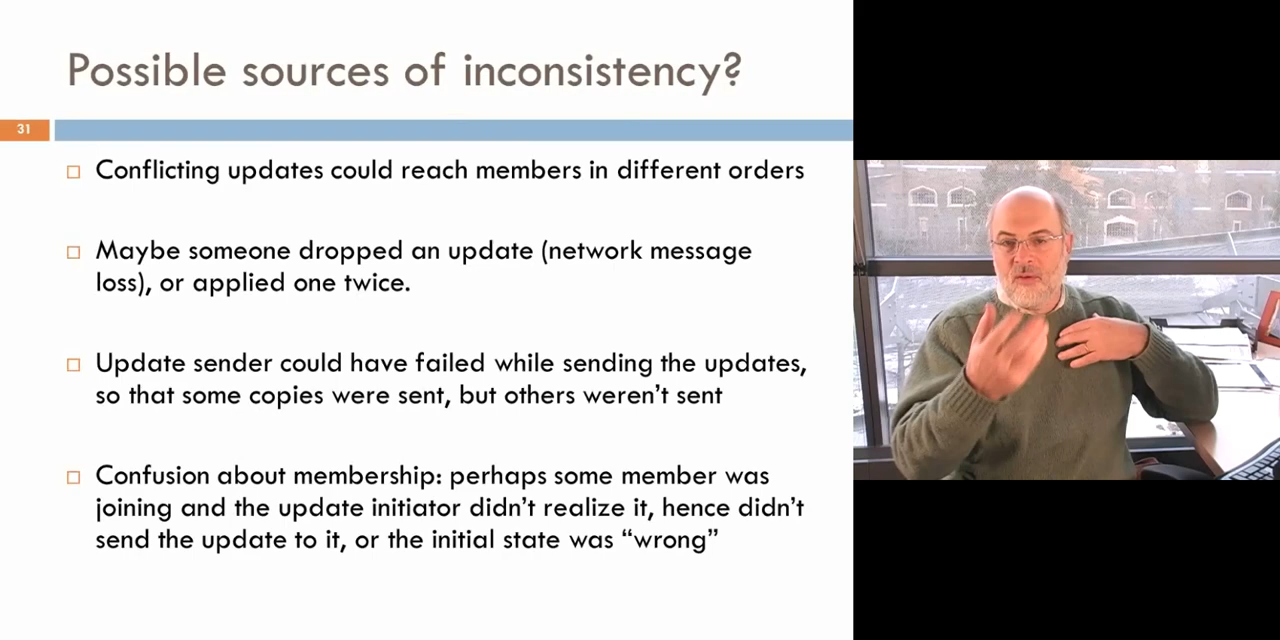 Possible sources of inconsistency?
31
Conflicting updates could reach members in different orders
Maybe someone dropped an update (network message
loss), or applied one twice.
Update sender could have failed while sending the updates,
so that some copies were sent, but others weren’t sent
Confusion about membership: perhaps some member was
joining and the update initiator didn’t realize it, hence didn’t
send the update to it, or the initial state was “wrong”